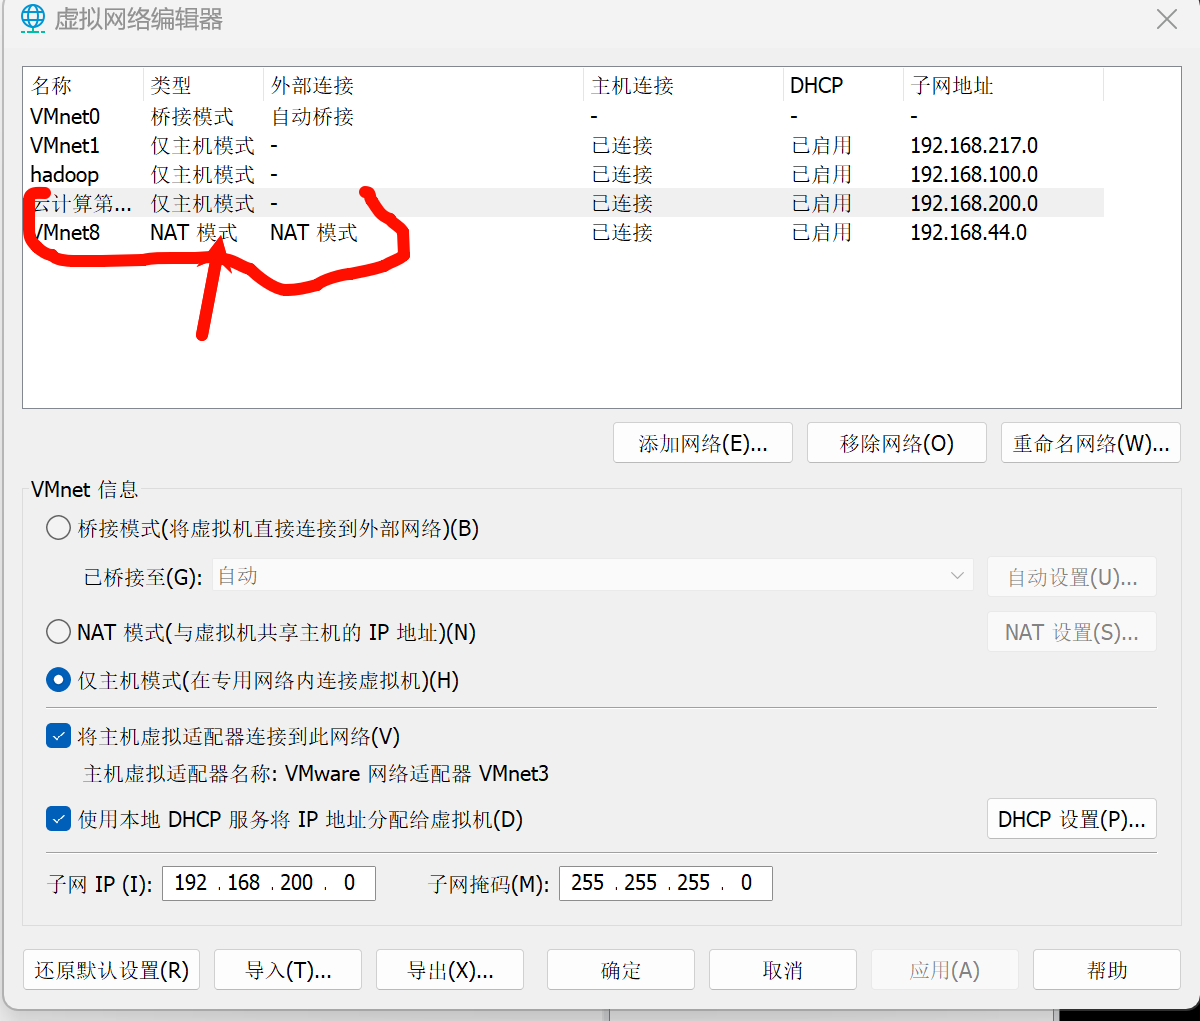 虚拟网络编辑器
名称 类型 外部连接 主机连接 DHCP 子网地址
VMnet0 桥接模式 自动桥接 - - -
VMnet1 仅主机模式 - 已连接 已启用 192.168.217.0
hadoop 仅主机模式 - 已连接 已启用 192.168.100.0
云计算第... 仅主机模式 - 已连接 已启用 192.168.200.0
VMnet8 NAT 模式 NAT 模式 已连接 已启用 192.168.44.0
添加网络(E)... 移除网络(O) 重命名网络(W)...
VMnet 信息
桥接模式(将虚拟机直接连接到外部网络)(B)
已桥接至(G): 自动 自动设置(U)...
NAT 模式(与虚拟机共享主机的 IP 地址)(N) NAT 设置(S)...
仅主机模式(在专用网络内连接虚拟机)(H)
将主机虚拟适配器连接到此网络(V)
主机虚拟适配器名称: VMware 网络适配器 VMnet3
使用本地 DHCP 服务将 IP 地址分配给虚拟机(D) DHCP 设置(P)...
子网 IP (I): 192 . 168 . 200 . 0 子网掩码(M): 255 . 255 . 255 . 0
还原默认设置(R) 导入(T)... 导出(X)... 确定 取消 应用(A) 帮助